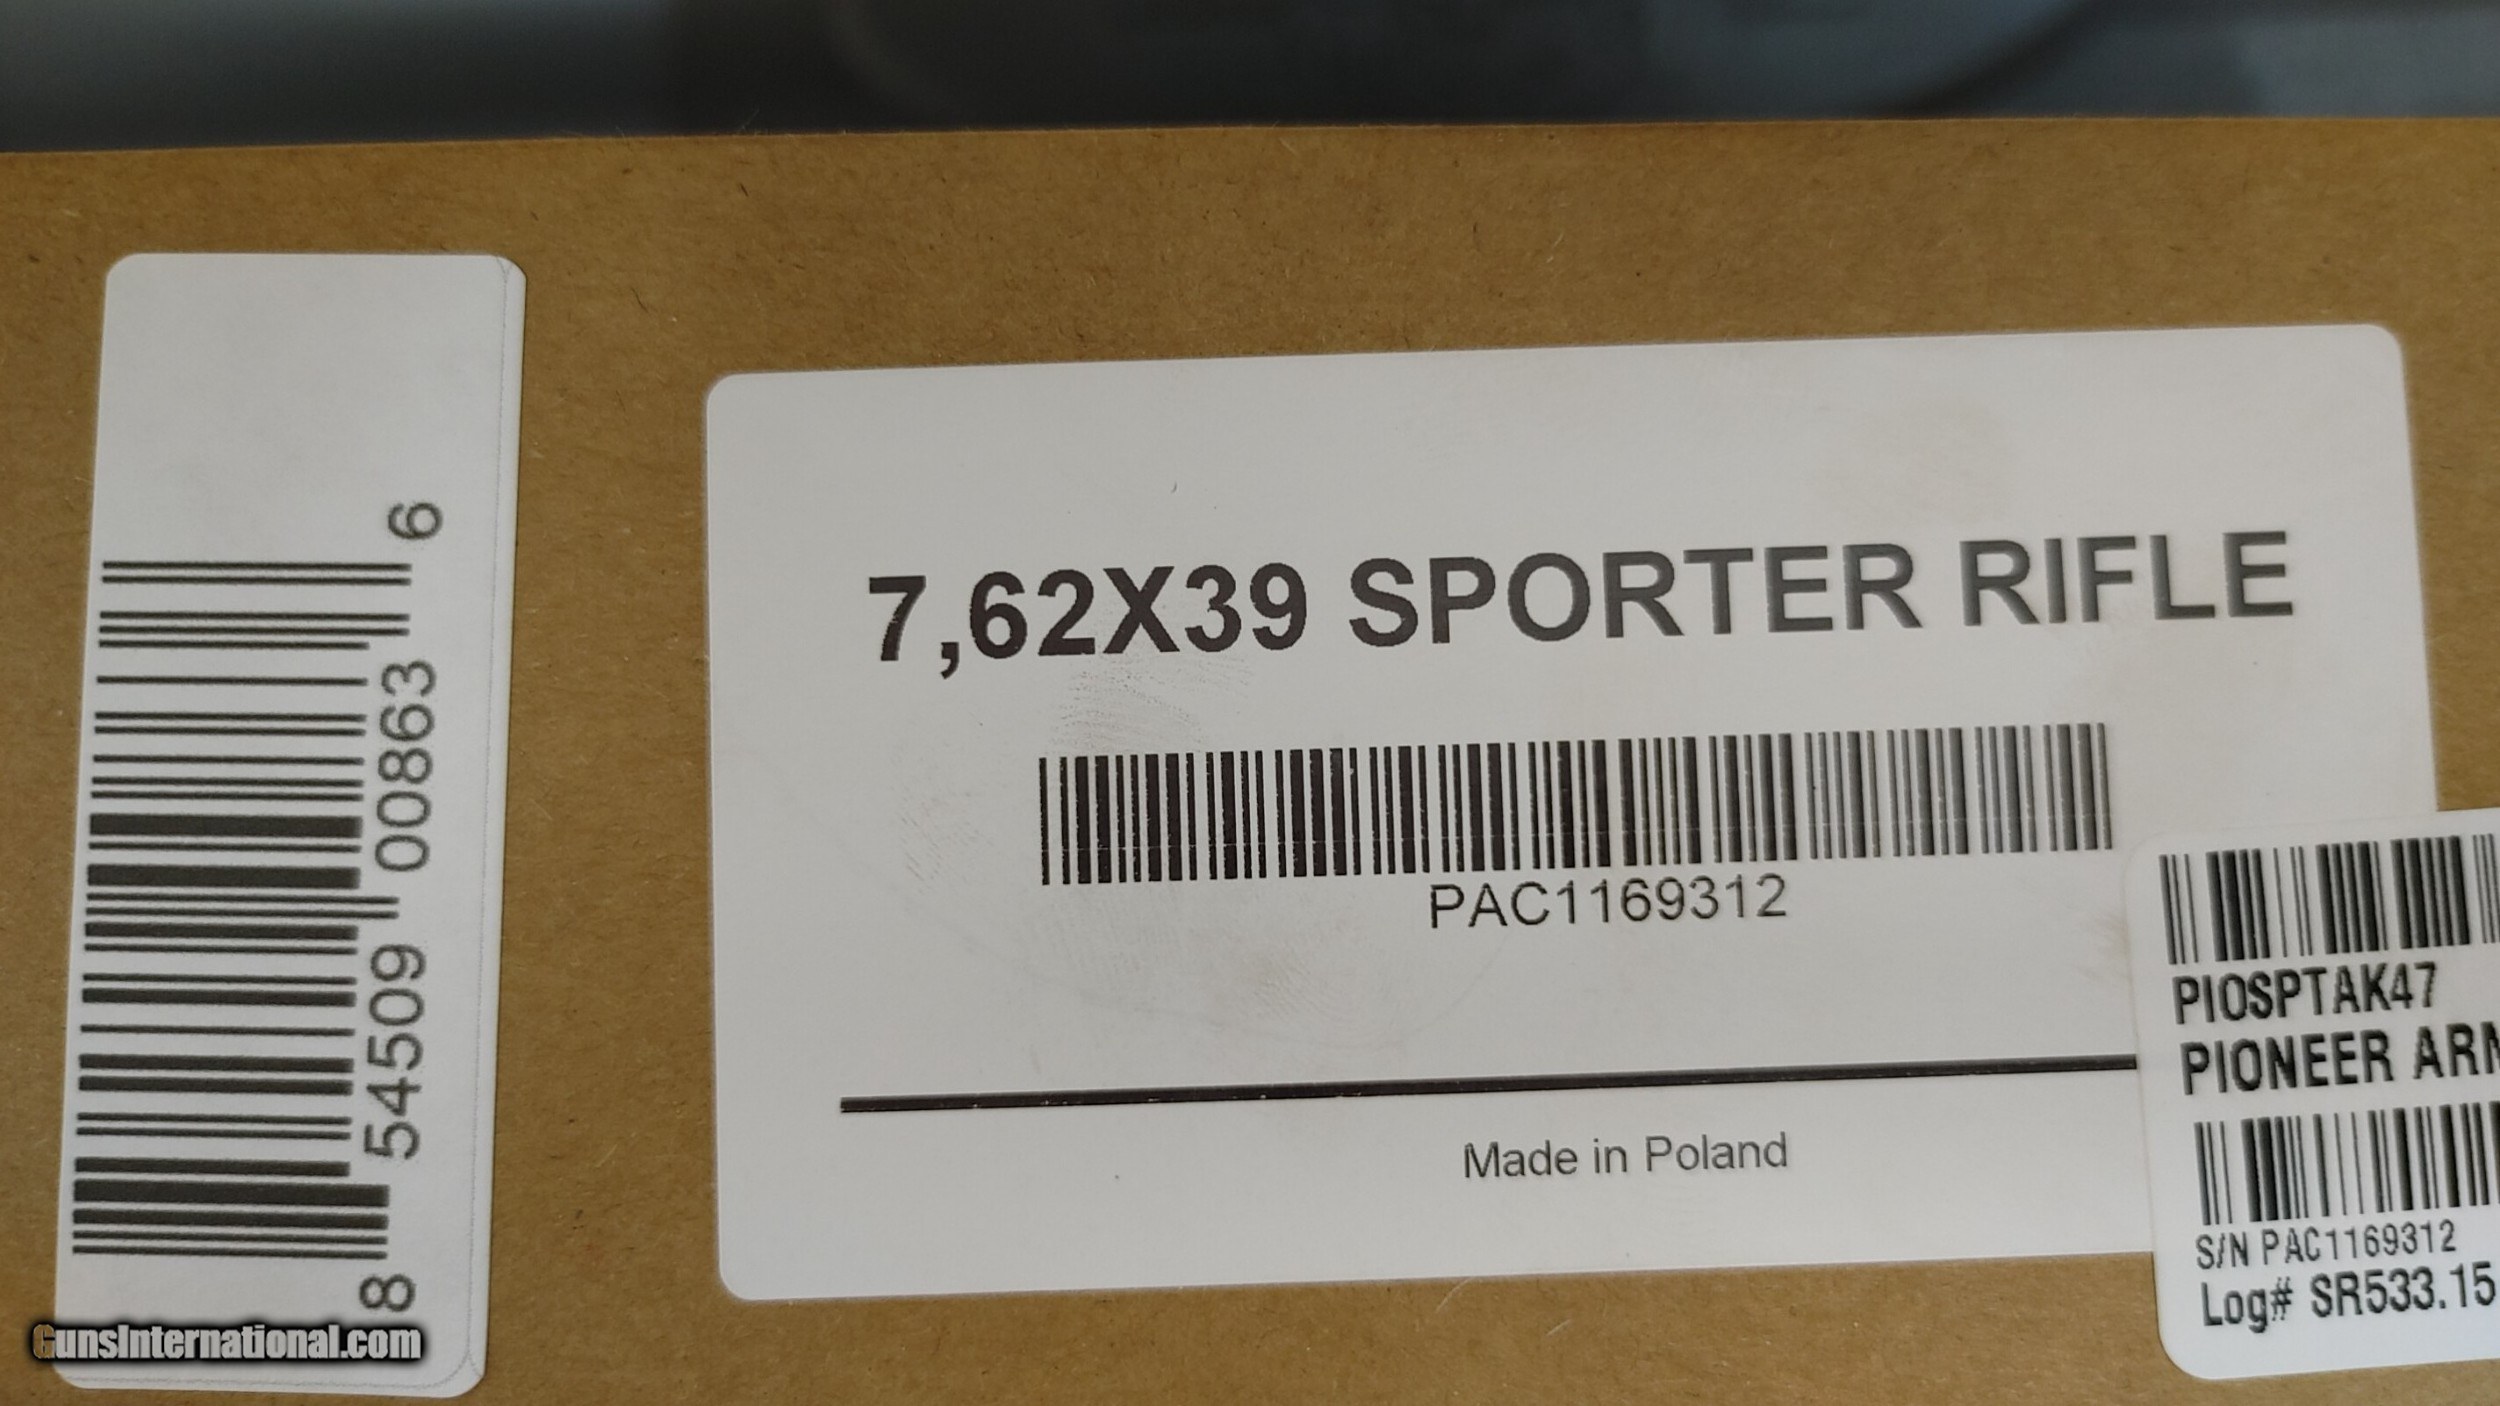 8 54509 00863 6
7,62X39 SPORTER RIFLE
PAC1169312
Made in Poland
PIOSPTAK47
PIONEER
S/N PAC1169312
Log# SR533.15
GunsInternational.com